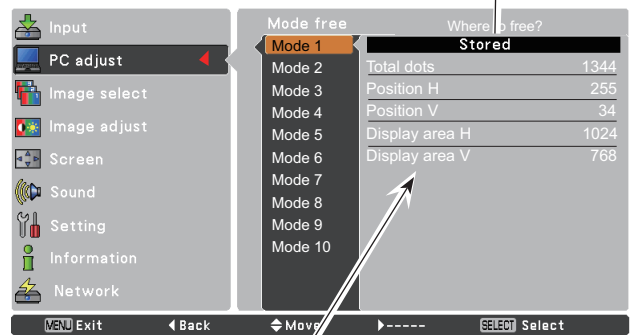 Input
PC adjust
Image select
Image adjust
Screen
Sound
Setting
Information
Network
Mode free
Mode 1
Mode 2
Mode 3
Mode 4
Mode 5
Mode 6
Mode 7
Mode 8
Mode 9
Mode 10
Where to free?
Stored
Total dots 1344
Position H 255
Position V 34
Display area H 1024
Display area V 768
MENU Exit Back Move ----- SELECT Select